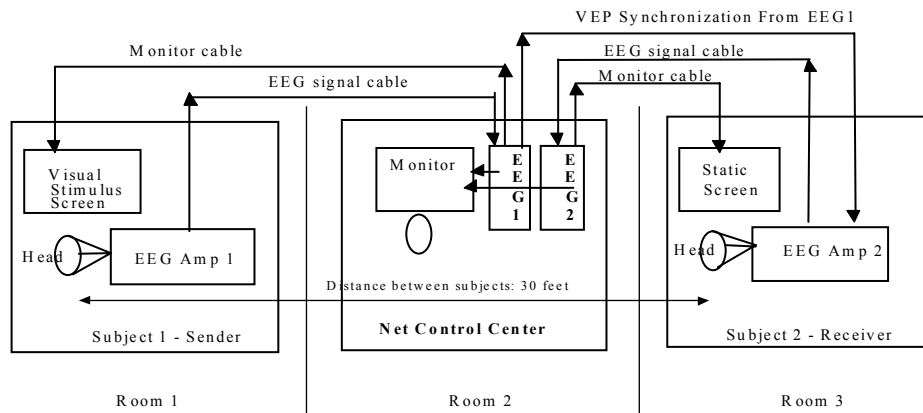 VEP Synchronization From EEG1
Monitor cable
EEG signal cable
EEG signal cable
Monitor cable
Visual
Stimulus
Screen
Head
EEG Amp 1
Subject 1 - Sender
Monitor
EEG1
EEG2
Distance between subjects: 30 feet
Net Control Center
Static
Screen
Head
EEG Amp 2
Subject 2 - Receiver
Room 1
Room 2
Room 3